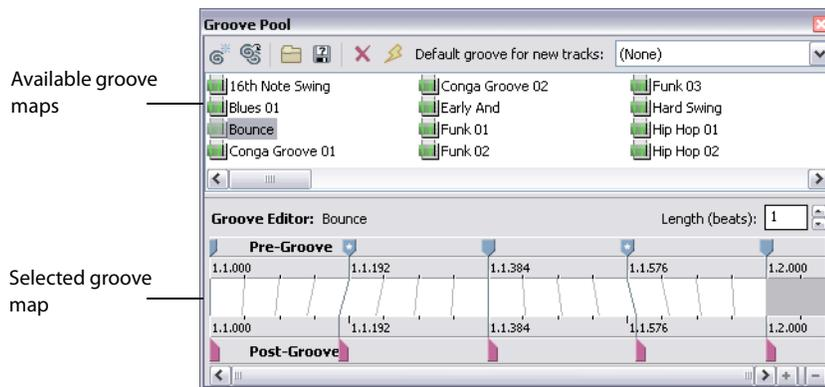 Groove Pool
Default groove for new tracks: (None)
Available groove
maps
16th Note Swing Conga Groove 02 Funk 03
Blues 01 Early And Hard Swing
Bounce Funk 01 Hip Hop 01
Conga Groove 01 Funk 02 Hip Hop 02
Groove Editor: Bounce Length (beats): 1
Pre-Groove
1.1.000 1.1.192 1.1.384 1.1.576 1.2.000
Selected groove
map
1.1.000 1.1.192 1.1.384 1.1.576 1.2.000
Post-Groove